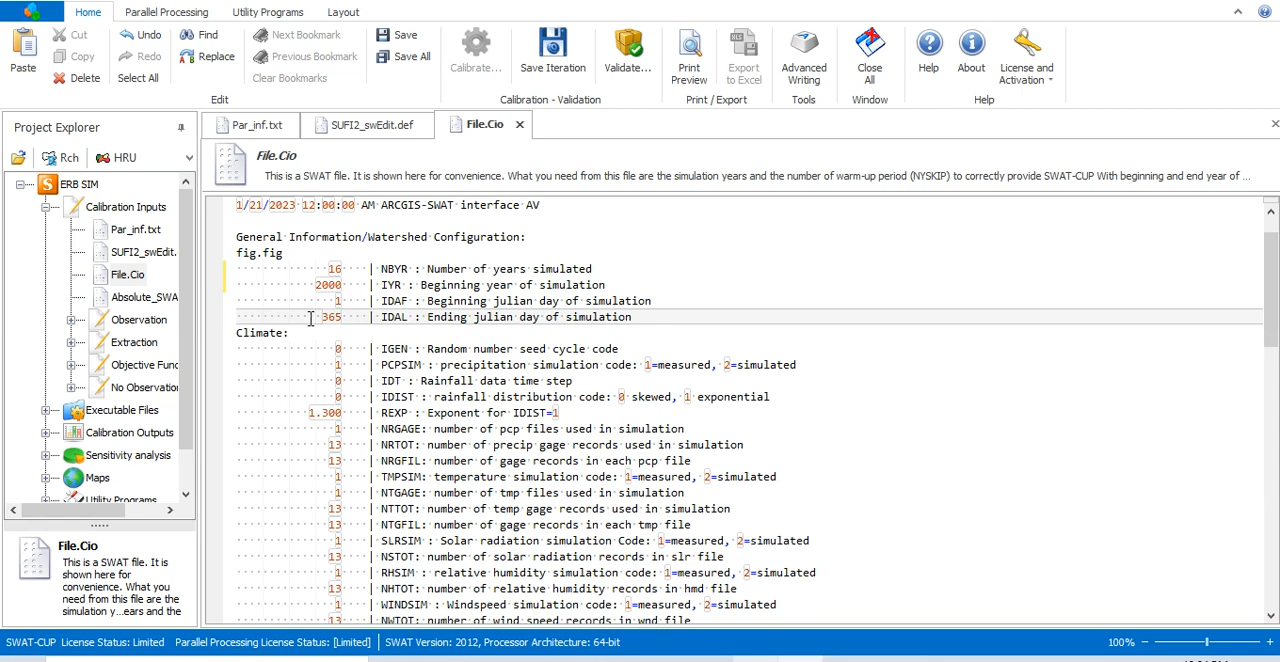 Home Parallel Processing Utility Programs Layout
Paste
Cut
Copy
Delete
Undo
Redo
Select All
Find
Replace
Edit
Next Bookmark
Previous Bookmark
Clear Bookmarks
Save
Save All
Calibrate...
Save Iteration
Validate...
Calibration - Validation
Print Preview
Export to Excel
Print / Export
Advanced Writing
Tools
Close All
Window
Help
About
License and Activation
Help
Project Explorer
Rch HRU
ERB SIM
Calibration Inputs
Par_inf.txt
SUFI2_swEdit.
File.Cio
Absolute_SWA
Observation
Extraction
Objective Func
No Observatio
Executable Files
Calibration Outputs
Sensitivity analysis
Maps
Utility Programs
File.Cio
This is a SWAT file. It is shown here for convenience. What you need from this file are the simulation y...ears and the
Par_inf.txt SUFI2_swEdit.def File.Cio
File.Cio
This is a SWAT file. It is shown here for convenience. What you need from this file are the simulation years and the number of warm-up period (NYSKIP) to correctly provide SWAT-CUP With beginning and end year of ...
1/21/2023 12:00:00 AM ARCGIS-SWAT interface AV
General Information/Watershed Configuration:
fig.fig
16 | NBYR : Number of years simulated
2000 | IYR : Beginning year of simulation
1 | IDAF : Beginning julian day of simulation
365 | IDAL : Ending julian day of simulation
Climate:
0 | IGEN : Random number seed cycle code
1 | PCPSIM : precipitation simulation code: 1=measured, 2=simulated
0 | IDT : Rainfall data time step
0 | IDIST : rainfall distribution code: 0 skewed, 1 exponential
1.300 | REXP : Exponent for IDIST=1
1 | NRGAGE: number of pcp files used in simulation
13 | NRTOT: number of precip gage records used in simulation
13 | NRGFIL: number of gage records in each pcp file
1 | TMPSIM: temperature simulation code: 1=measured, 2=simulated
1 | NTGAGE: number of tmp files used in simulation
13 | NTTOT: number of temp gage records used in simulation
13 | NTGFIL: number of gage records in each tmp file
1 | SLRSIM : Solar radiation simulation Code: 1=measured, 2=simulated
13 | NSTOT: number of solar radiation records in slr file
1 | RHSIM : relative humidity simulation code: 1=measured, 2=simulated
13 | NHTOT: number of relative humidity records in hmd file
1 | WINDSIM : Windspeed simulation code: 1=measured, 2=simulated
13 | NWTOT: number of wind speed records in wnd file
SWAT-CUP License Status: Limited Parallel Processing License Status: [Limited] SWAT Version: 2012, Processor Architecture: 64-bit 100%